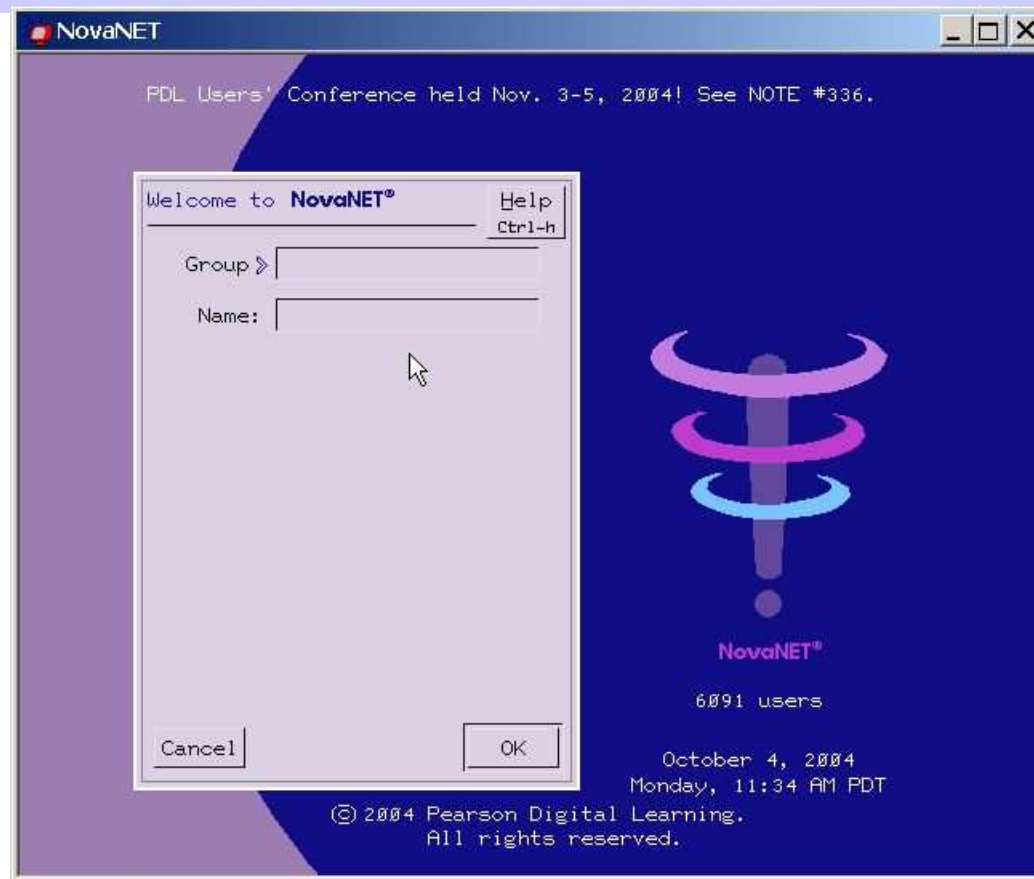 NovaNET
PDL Users' Conference held Nov. 3-5, 2004! See NOTE #336.
Welcome to NovaNET®
Help
Ctrl-h
Group
Name:
Cancel
OK
NovaNET®
6091 users
October 4, 2004
Monday, 11:34 AM PDT
© 2004 Pearson Digital Learning.
All rights reserved.